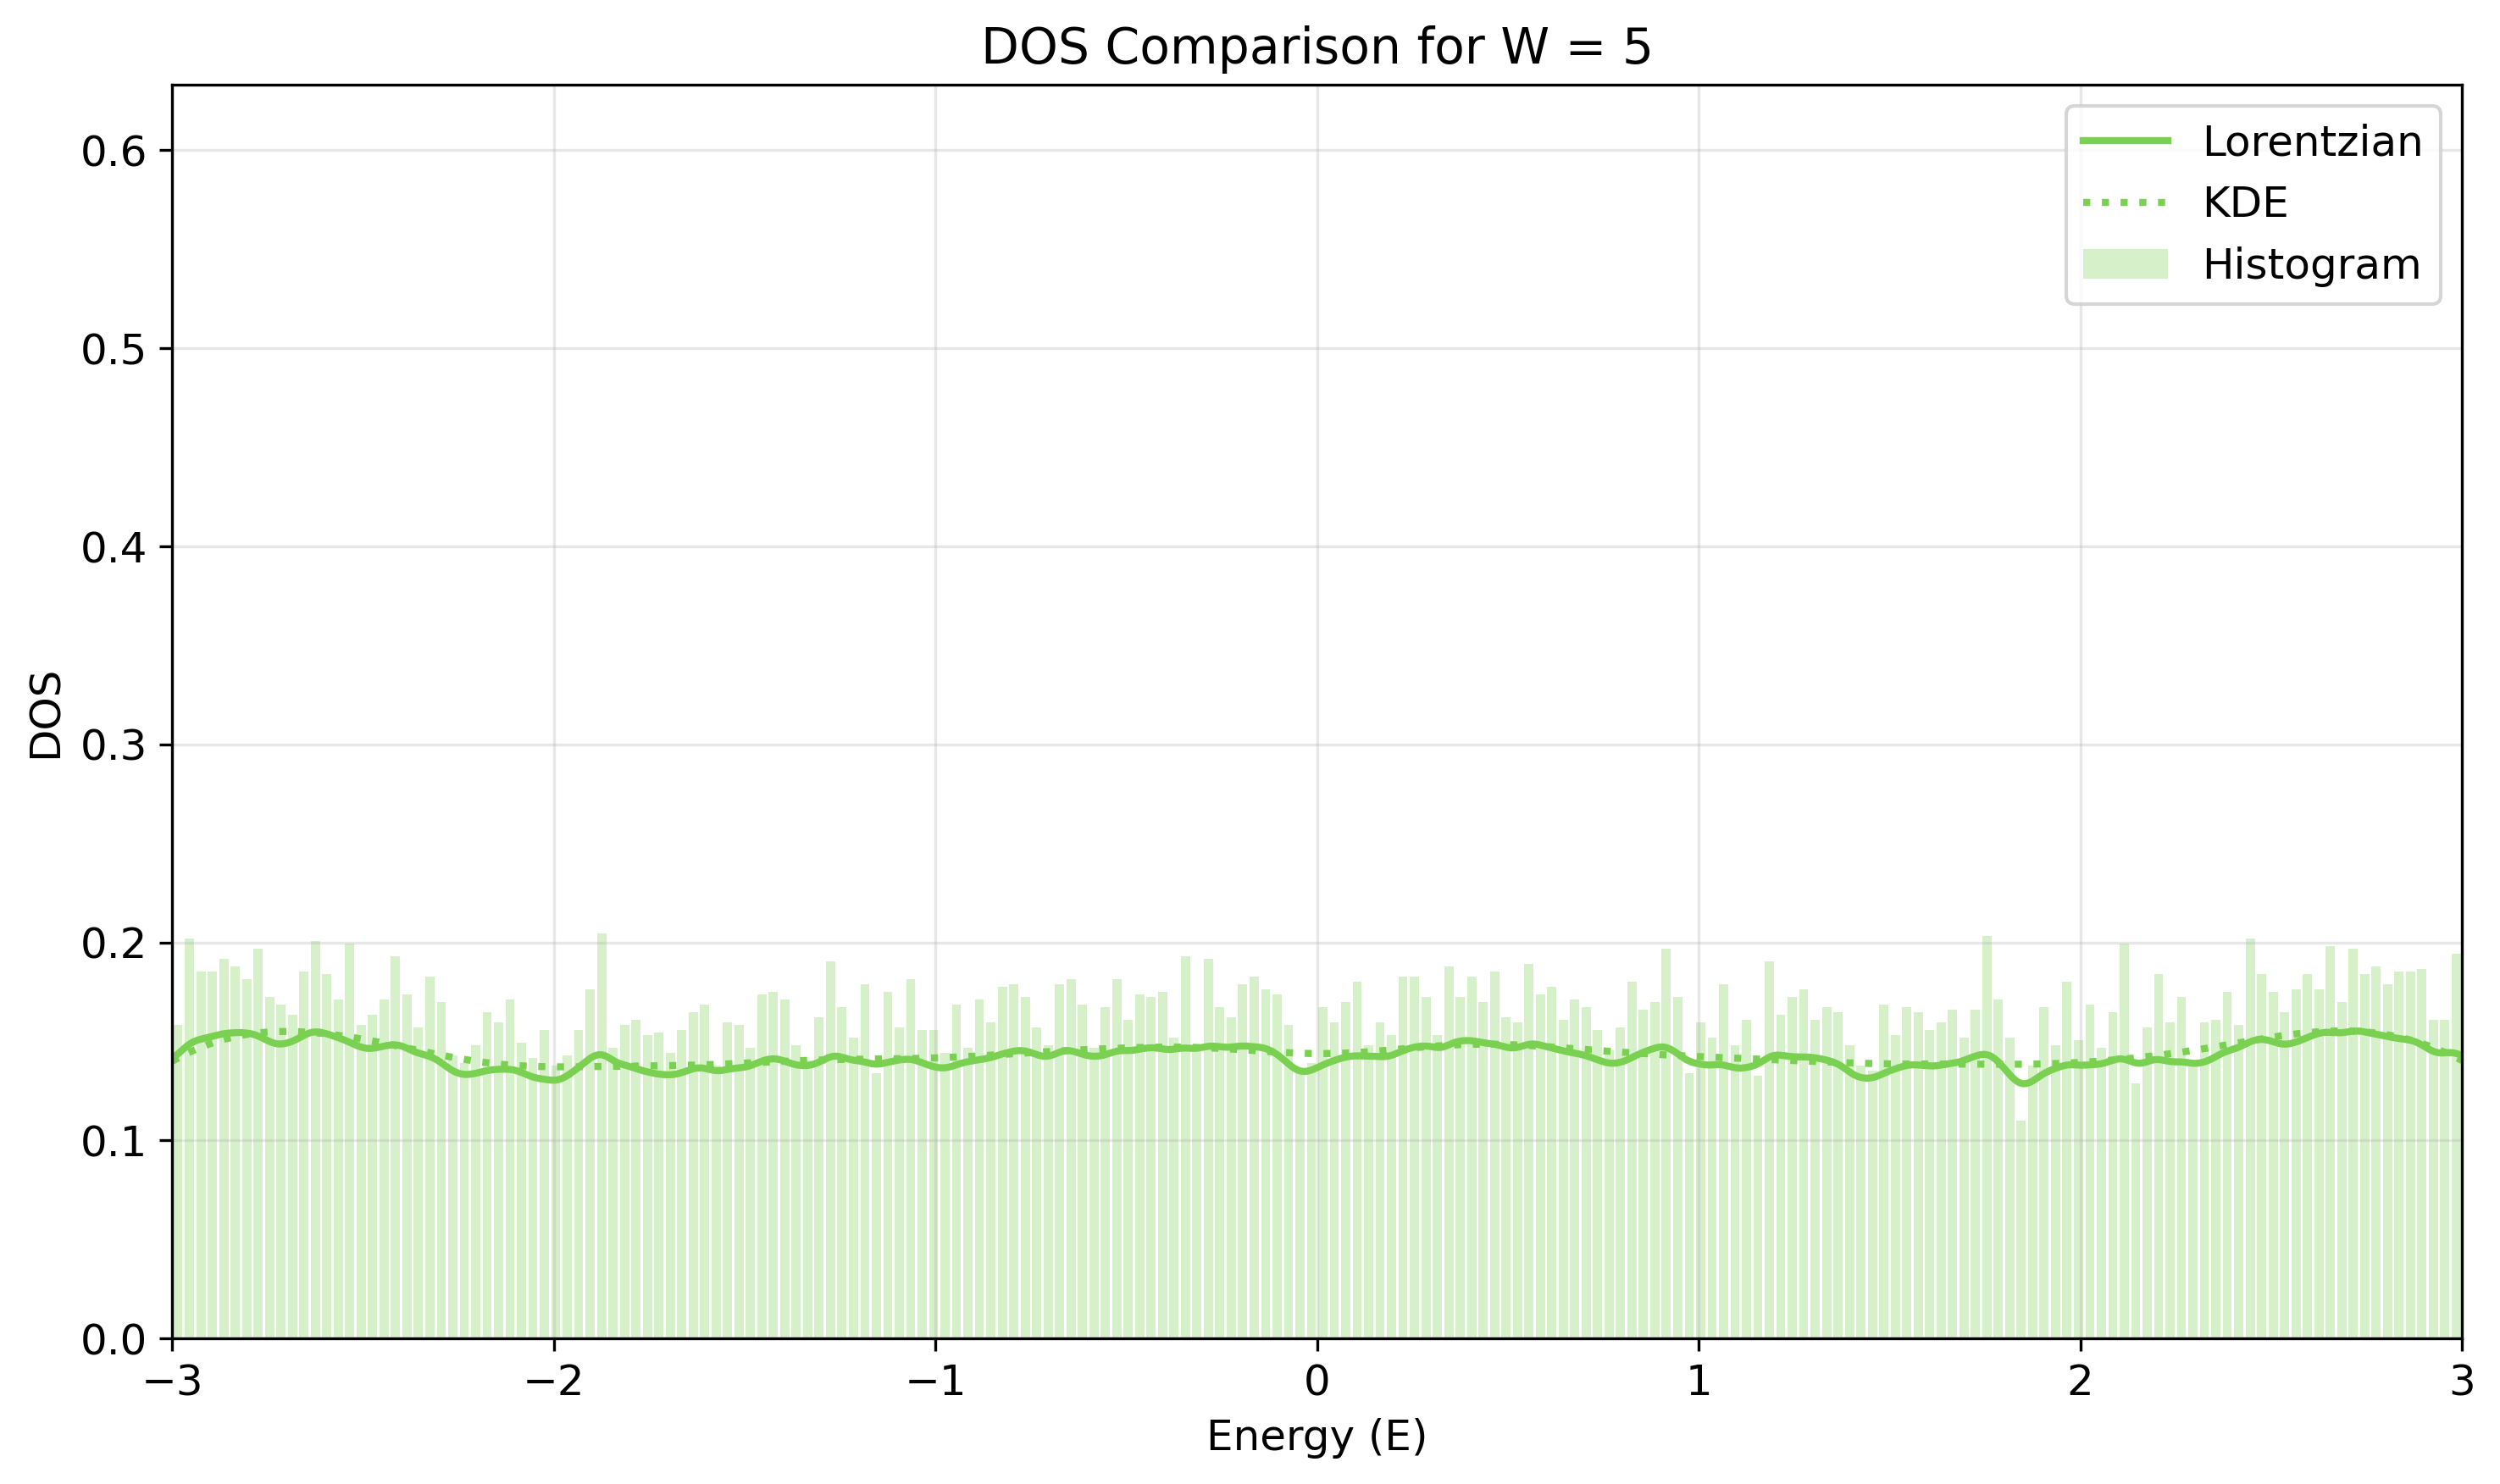 DOS Comparison for W = 5
Lorentzian
KDE
Histogram
DOS
0.6
0.5
0.4
0.3
0.2
0.1
0.0
−3
−2
−1
0
1
2
3
Energy (E)